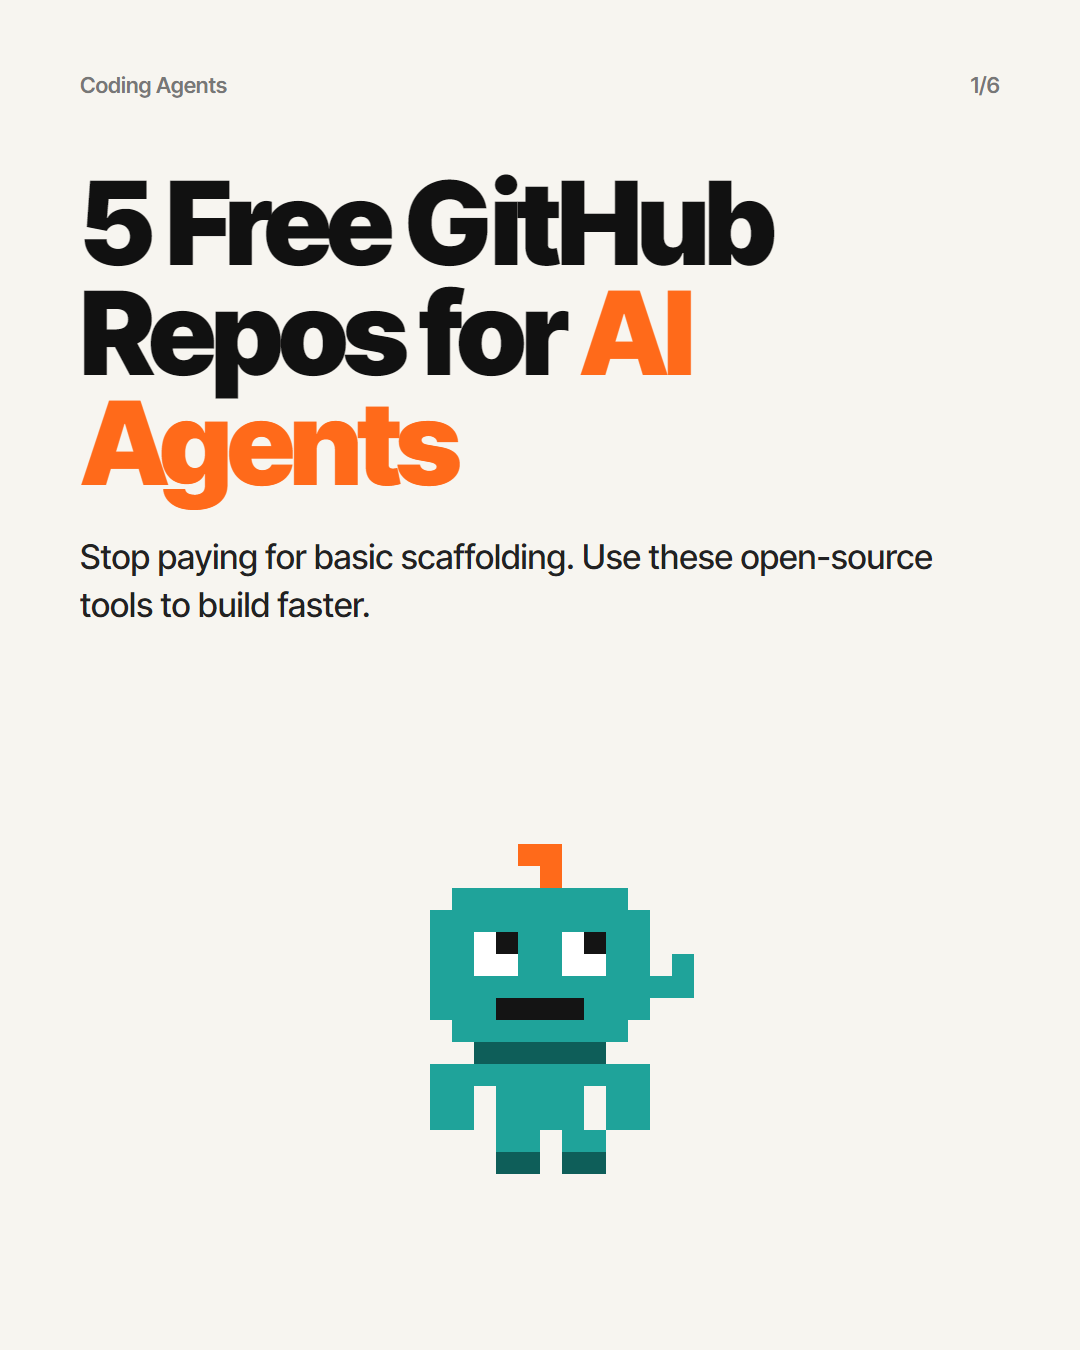 Coding Agents
1/6
5 Free GitHub
Repos for AI
Agents
Stop paying for basic scaffolding. Use these open-source
tools to build faster.